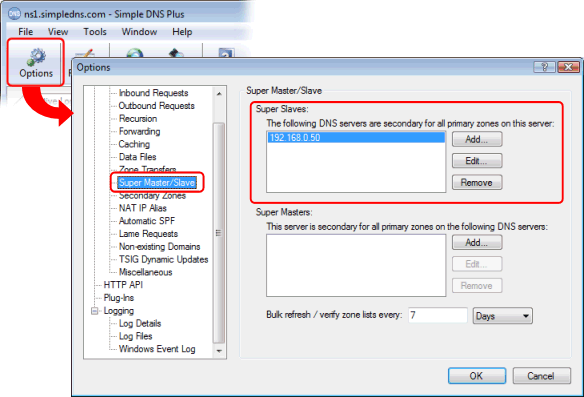 ns1.simpledns.com - Simple DNS Plus
File View Tools Window Help
Options
Options
Inbound Requests
Outbound Requests
Recursion
Forwarding
Caching
Data Files
Zone Transfers
Super Master/Slave
Secondary Zones
NAT IP Alias
Automatic SPF
Lame Requests
Non-existing Domains
TSIG Dynamic Updates
Miscellaneous
HTTP API
Plug-Ins
Logging
Log Details
Log Files
Windows Event Log
Super Master/Slave
Super Slaves:
The following DNS servers are secondary for all primary zones on this server:
192.168.0.50
Add...
Edit...
Remove
Super Masters:
This server is secondary for all primary zones on the following DNS servers:
Add...
Edit...
Remove
Bulk refresh / verify zone lists every: 7 Days
OK Cancel